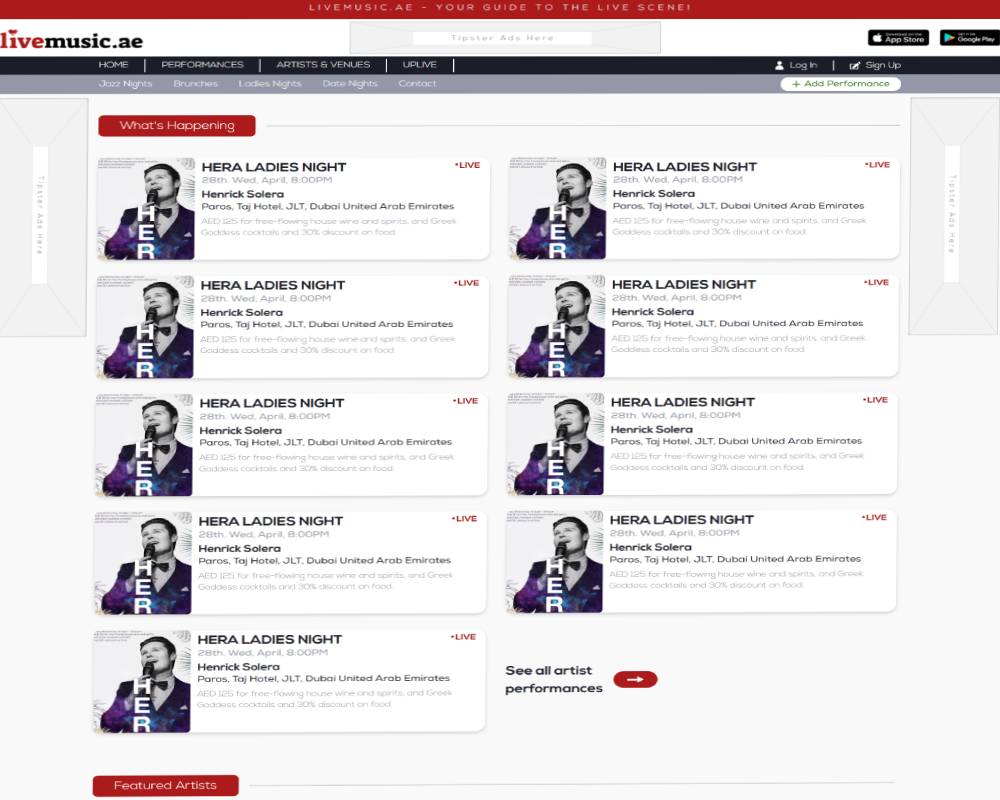 LIVEMUSIC.AE - YOUR GUIDE TO THE LIVE SCENE!
livemusic.ae
Tipster Ads Here
Download on the App Store
GET IT ON Google Play
HOME
PERFORMANCES
ARTISTS & VENUES
UPLIVE
Log In
Sign Up
Jazz Nights
Brunches
Ladies Nights
Date Nights
Contact
+ Add Performance
Tipster Ads Here
Tipster Ads Here
What's Happening
HER
HERA LADIES NIGHT
•LIVE
28th. Wed, April, 8:00PM
Henrick Solera
Paros, Taj Hotel, JLT, Dubai United Arab Emirates
AED 125 for free-flowing house wine and spirits, and Greek
Goddess cocktails and 30% discount on food.
HER
HERA LADIES NIGHT
•LIVE
28th. Wed, April, 8:00PM
Henrick Solera
Paros, Taj Hotel, JLT, Dubai United Arab Emirates
AED 125 for free-flowing house wine and spirits, and Greek
Goddess cocktails and 30% discount on food.
HER
HERA LADIES NIGHT
•LIVE
28th. Wed, April, 8:00PM
Henrick Solera
Paros, Taj Hotel, JLT, Dubai United Arab Emirates
AED 125 for free-flowing house wine and spirits, and Greek
Goddess cocktails and 30% discount on food.
HER
HERA LADIES NIGHT
•LIVE
28th. Wed, April, 8:00PM
Henrick Solera
Paros, Taj Hotel, JLT, Dubai United Arab Emirates
AED 125 for free-flowing house wine and spirits, and Greek
Goddess cocktails and 30% discount on food.
HER
HERA LADIES NIGHT
•LIVE
28th. Wed, April, 8:00PM
Henrick Solera
Paros, Taj Hotel, JLT, Dubai United Arab Emirates
AED 125 for free-flowing house wine and spirits, and Greek
Goddess cocktails and 30% discount on food.
HER
HERA LADIES NIGHT
•LIVE
28th. Wed, April, 8:00PM
Henrick Solera
Paros, Taj Hotel, JLT, Dubai United Arab Emirates
AED 125 for free-flowing house wine and spirits, and Greek
Goddess cocktails and 30% discount on food.
HER
HERA LADIES NIGHT
•LIVE
28th. Wed, April, 8:00PM
Henrick Solera
Paros, Taj Hotel, JLT, Dubai United Arab Emirates
AED 125 for free-flowing house wine and spirits, and Greek
Goddess cocktails and 30% discount on food.
HER
HERA LADIES NIGHT
•LIVE
28th. Wed, April, 8:00PM
Henrick Solera
Paros, Taj Hotel, JLT, Dubai United Arab Emirates
AED 125 for free-flowing house wine and spirits, and Greek
Goddess cocktails and 30% discount on food.
HER
HERA LADIES NIGHT
•LIVE
28th. Wed, April, 8:00PM
Henrick Solera
Paros, Taj Hotel, JLT, Dubai United Arab Emirates
AED 125 for free-flowing house wine and spirits, and Greek
Goddess cocktails and 30% discount on food.
See all artist
performances
Featured Artists